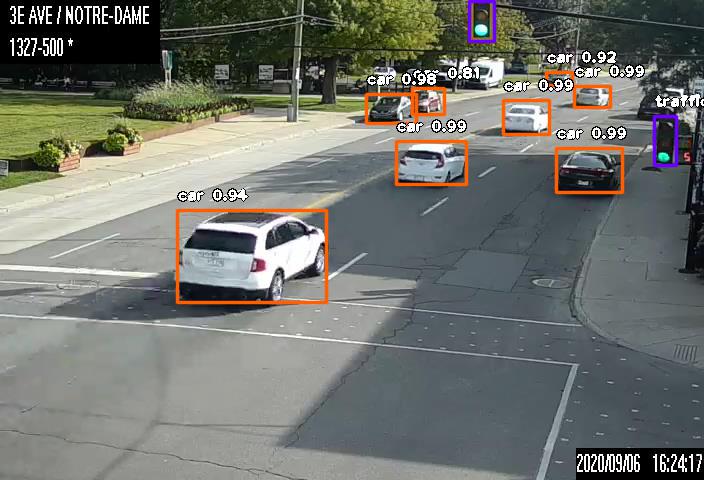 3E AVE / NOTRE-DAME
1327-500 *
car 0.92
car 0.98
0.81
car 0.99
car 0.99
traffic
car 0.99
car 0.99
car 0.94
2020/09/06 16:24:17